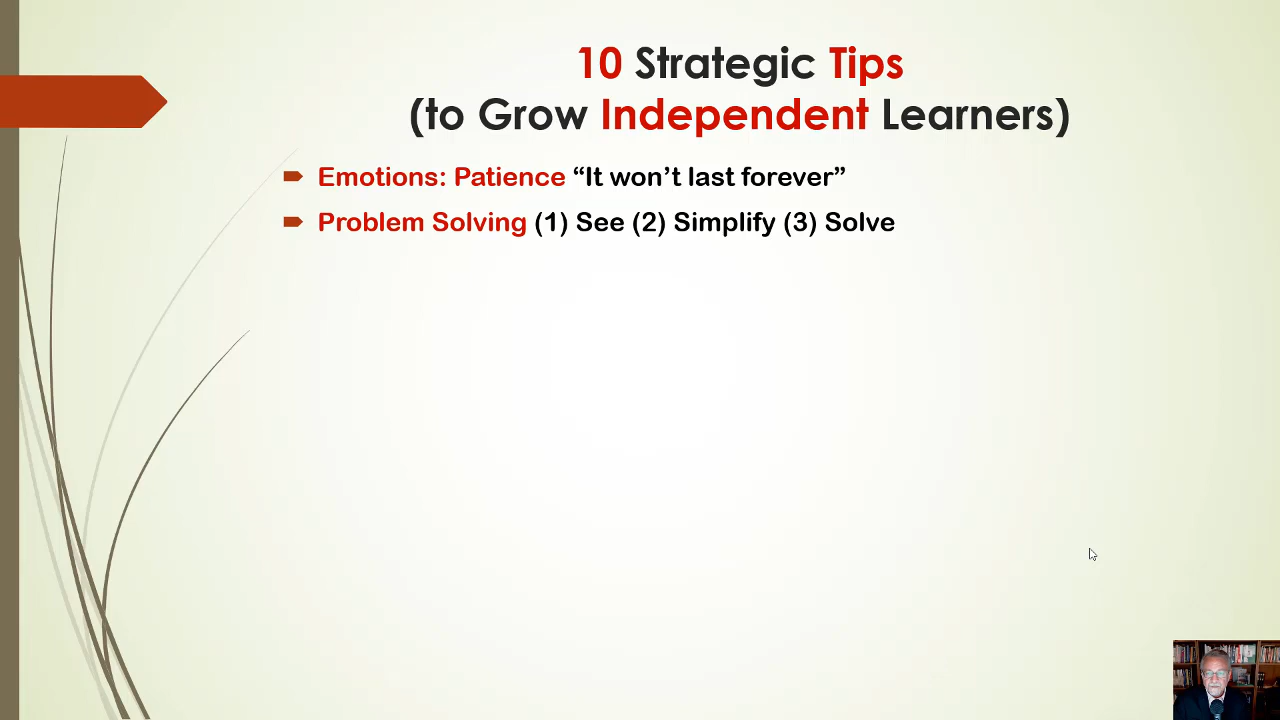 10 Strategic Tips
(to Grow Independent Learners)
Emotions: Patience “It won’t last forever”
Problem Solving (1) See (2) Simplify (3) Solve